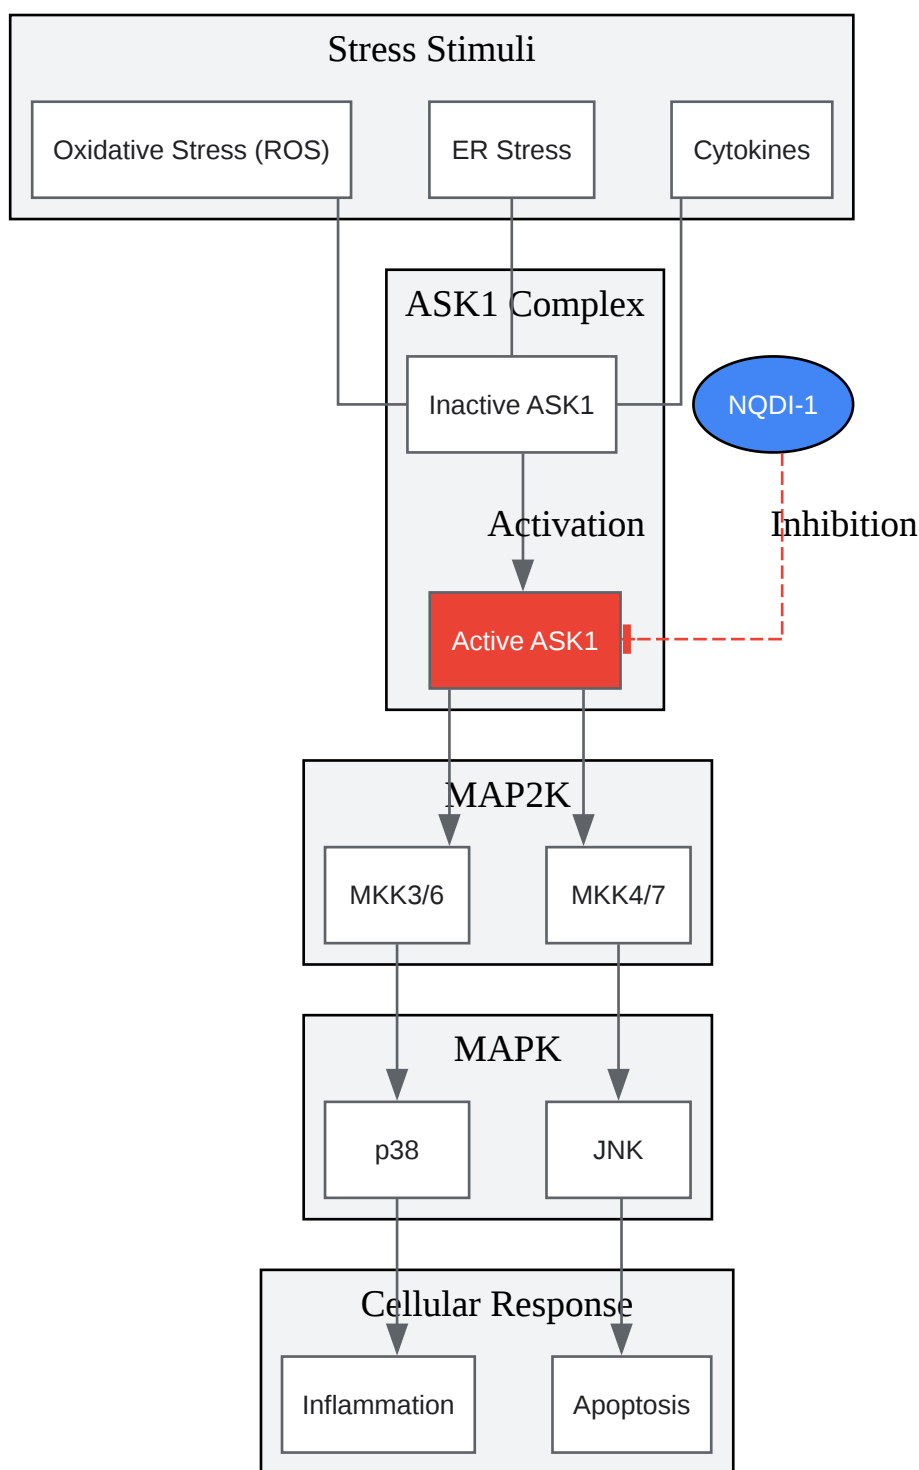 Stress Stimuli
Oxidative Stress (ROS)
ER Stress
Cytokines
ASK1 Complex
Inactive ASK1
NQDI-1
Activation
Inhibition
Active ASK1
MAP2K
MKK3/6
MKK4/7
MAPK
p38
JNK
Cellular Response
Inflammation
Apoptosis